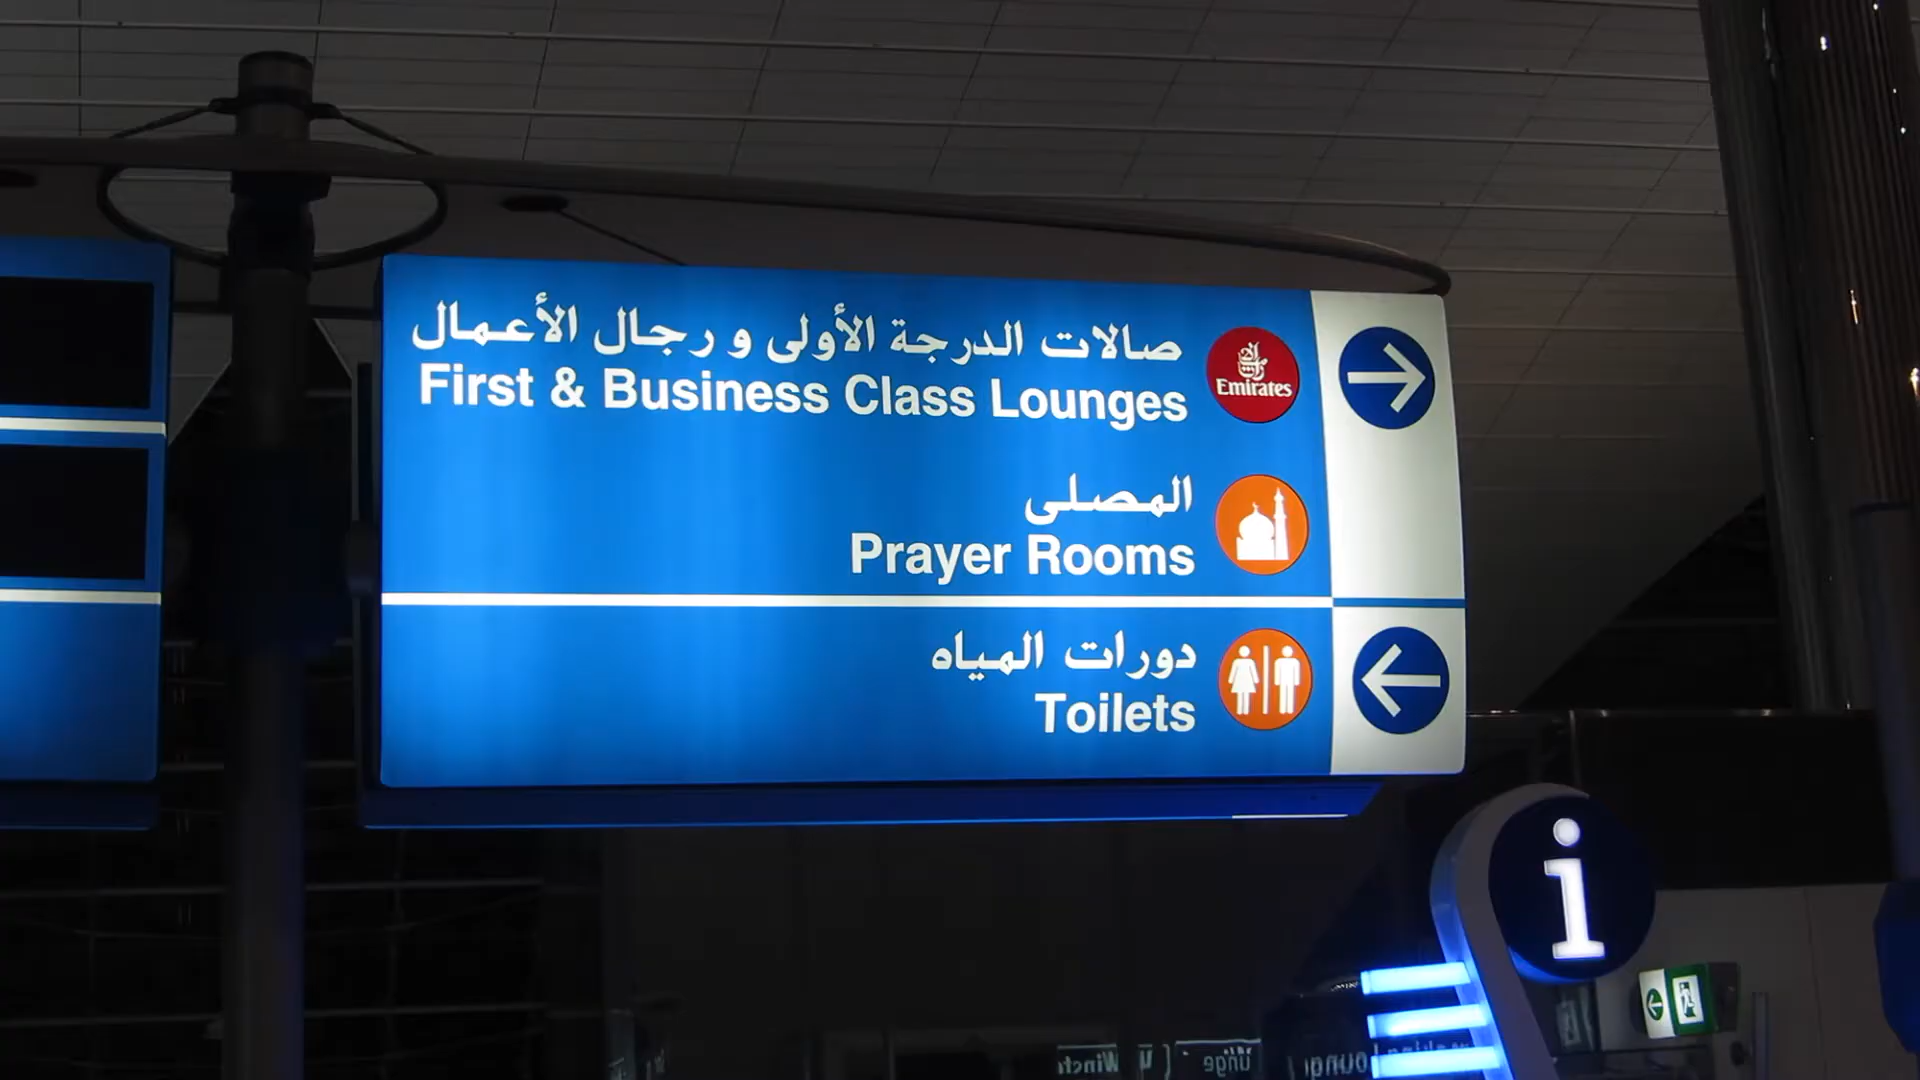 صالات الدرجة الأولى و رجال الأعمال
First & Business Class Lounges
Emirates
المصلى
Prayer Rooms
دورات المياه
Toilets
i